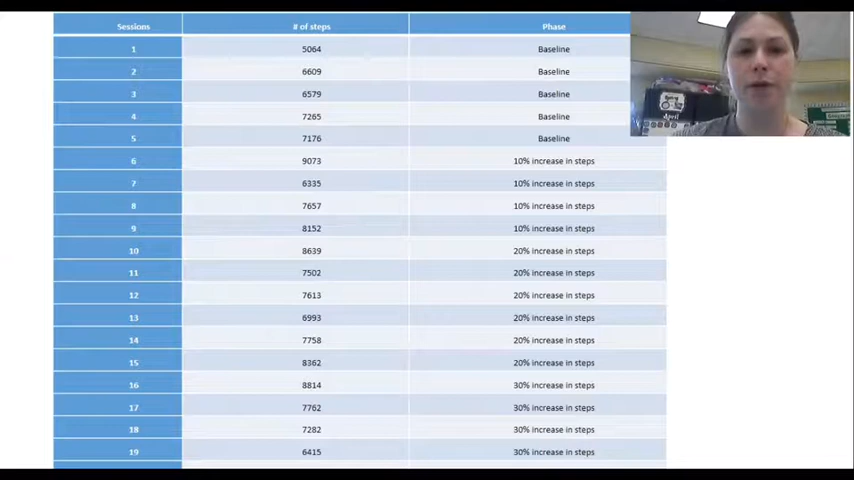 Sessions # of steps Phase
1 5064 Baseline
2 6609 Baseline
3 6579 Baseline
4 7265 Baseline
5 7176 Baseline
6 9073 10% increase in steps
7 6335 10% increase in steps
8 7657 10% increase in steps
9 8152 10% increase in steps
10 8639 20% increase in steps
11 7502 20% increase in steps
12 7613 20% increase in steps
13 6993 20% increase in steps
14 7758 20% increase in steps
15 8362 20% increase in steps
16 8814 30% increase in steps
17 7762 30% increase in steps
18 7282 30% increase in steps
19 6415 30% increase in steps
April